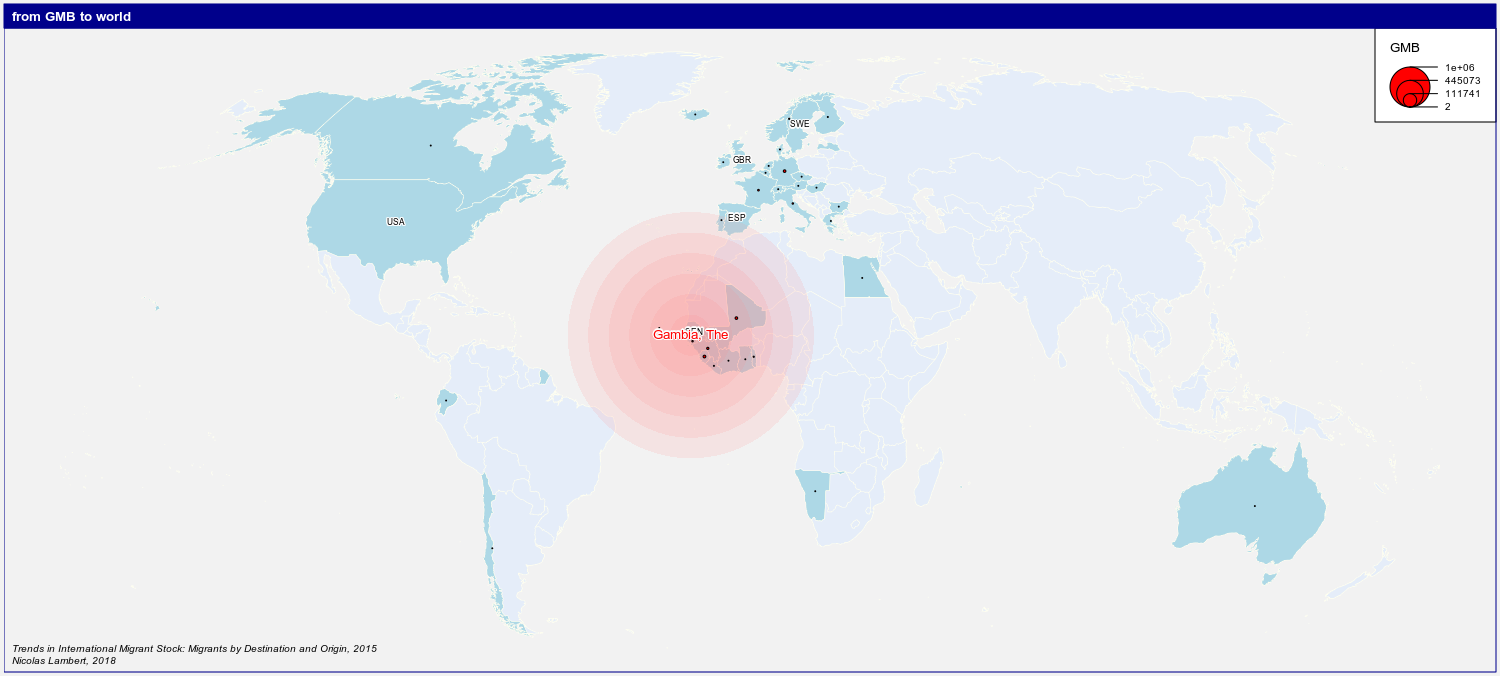 from GMB to world
GMB
1e+06
445073
111741
2
SWE
GBR
USA
ESP
SEN
Gambia, The
Trends in International Migrant Stock: Migrants by Destination and Origin, 2015
Nicolas Lambert, 2018